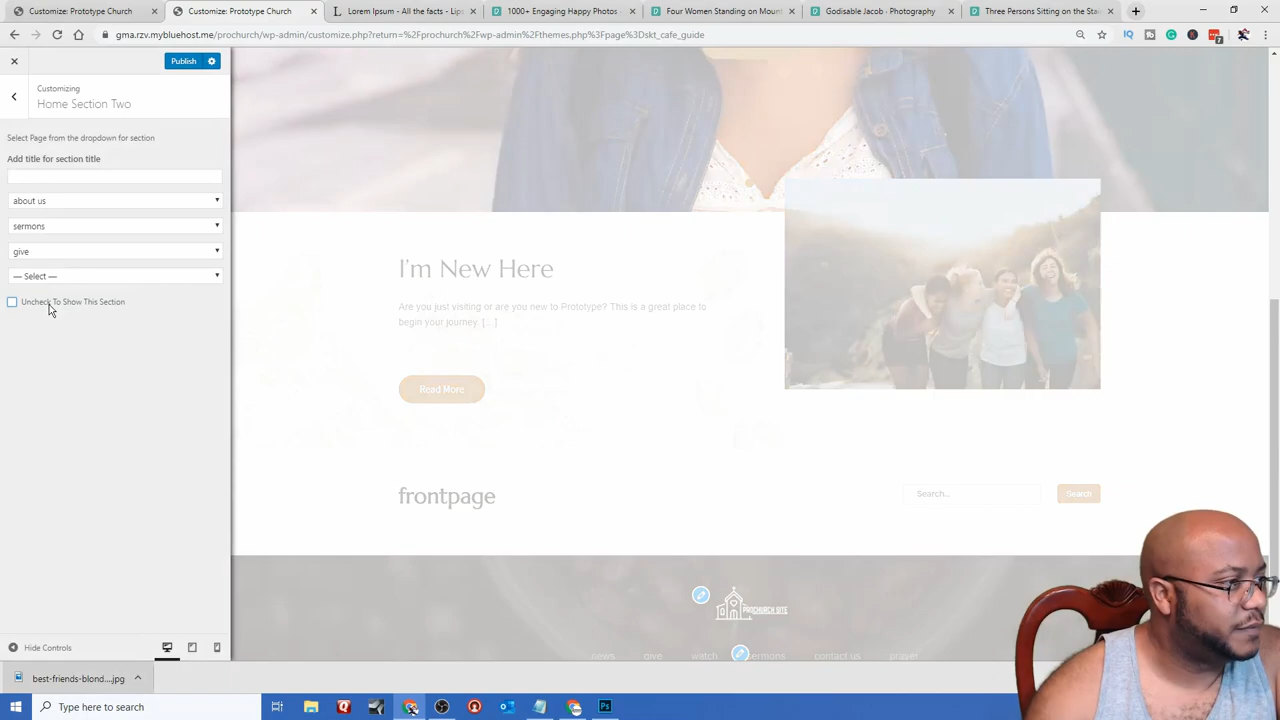 Customize: Prototype Church
Customize: Prototype Church
Lorem Ipsum - All the facts - Lips
1000+ Engaging Happy Photos
Four Women Standing on Mount
Godisable Jacob - Photography
Three Persons Sitting on the Stai
gma.rzv.mybluehost.me/prochurch/wp-admin/customize.php?return=%2Fprochurch%2Fwp-admin%2Fthemes.php%3Fpage%3Dskt_cafe_guide
Publish
Customizing
Home Section Two
Select Page from the dropdown for section
Add title for section title
about us
sermons
give
— Select —
Uncheck To Show This Section
I'm New Here
Are you just visiting or are you new to Prototype? This is a great place to
begin your journey. […]
Read More
frontpage
Search...
Search
PROCHURCH SITE
news give watch sermons contact us prayer
Hide Controls
best-friends-blond....jpg
Type here to search